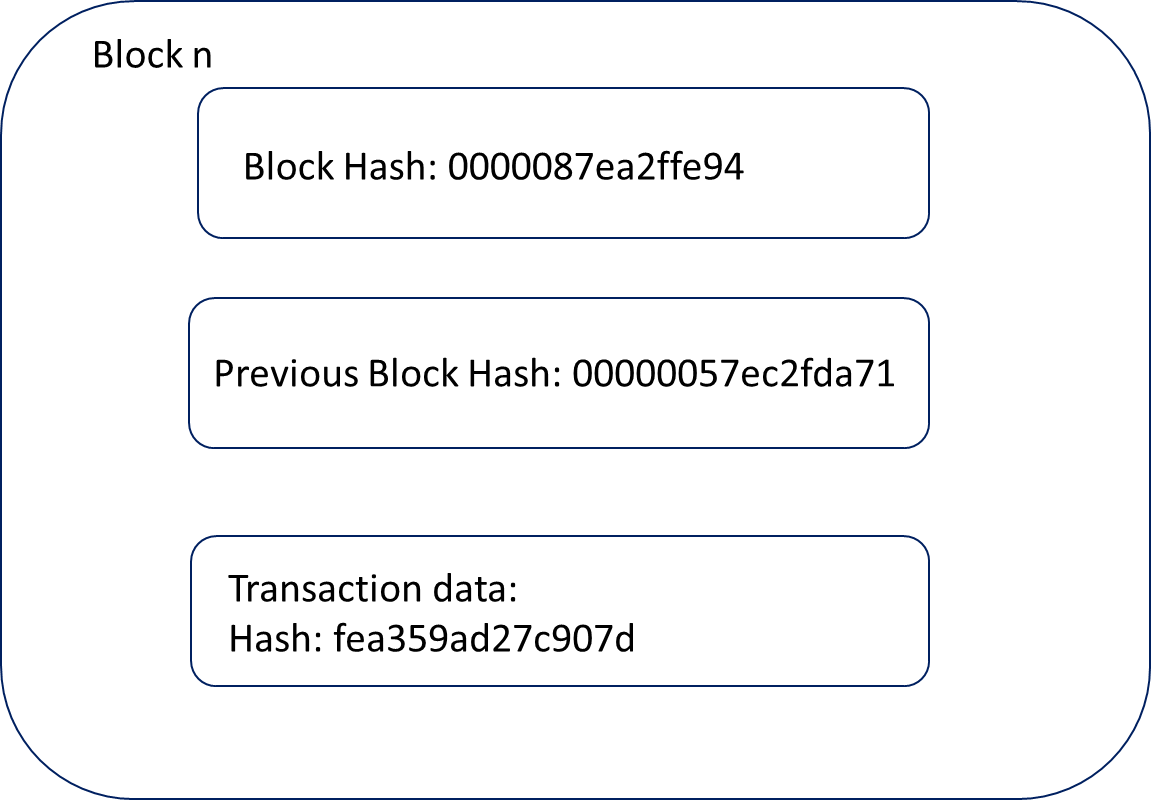 Block n
Block Hash: 0000087ea2ffe94
Previous Block Hash: 00000057ec2fda71
Transaction data:
Hash: fea359ad27c907d